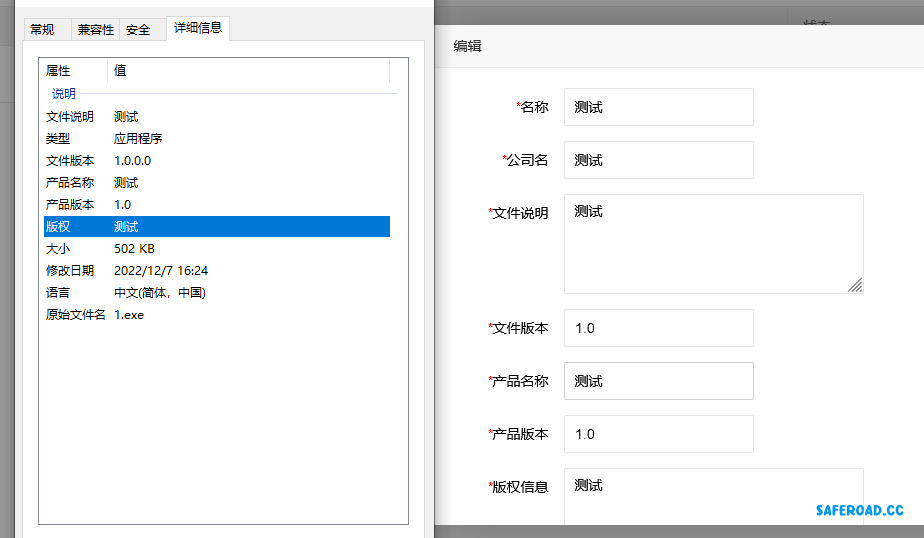 常规 兼容性 安全 详细信息
属性 值
说明
文件说明 测试
类型 应用程序
文件版本 1.0.0.0
产品名称 测试
产品版本 1.0
版权 测试
大小 502 KB
修改日期 2022/12/7 16:24
语言 中文(简体，中国)
原始文件名 1.exe
状态
编辑
*名称 测试
*公司名 测试
*文件说明 测试
*文件版本 1.0
*产品名称 测试
*产品版本 1.0
*版权信息 测试
SAFEROAD.CC